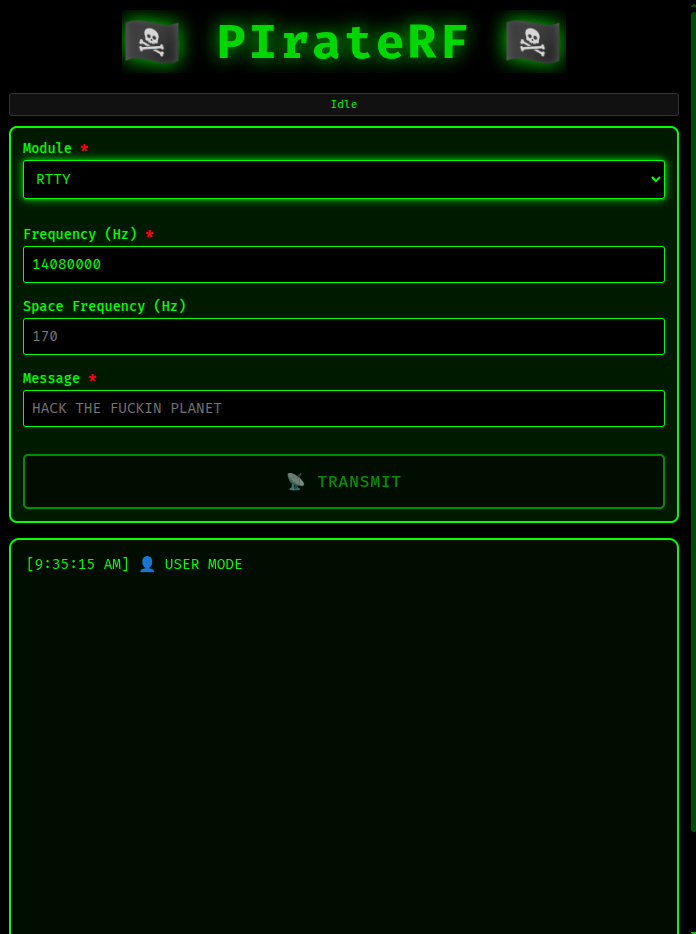 PIrateRF
Idle
Module *
RTTY
Frequency (Hz) *
14080000
Space Frequency (Hz)
170
Message *
HACK THE FUCKIN PLANET
TRANSMIT
[9:35:15 AM] 👤 USER MODE